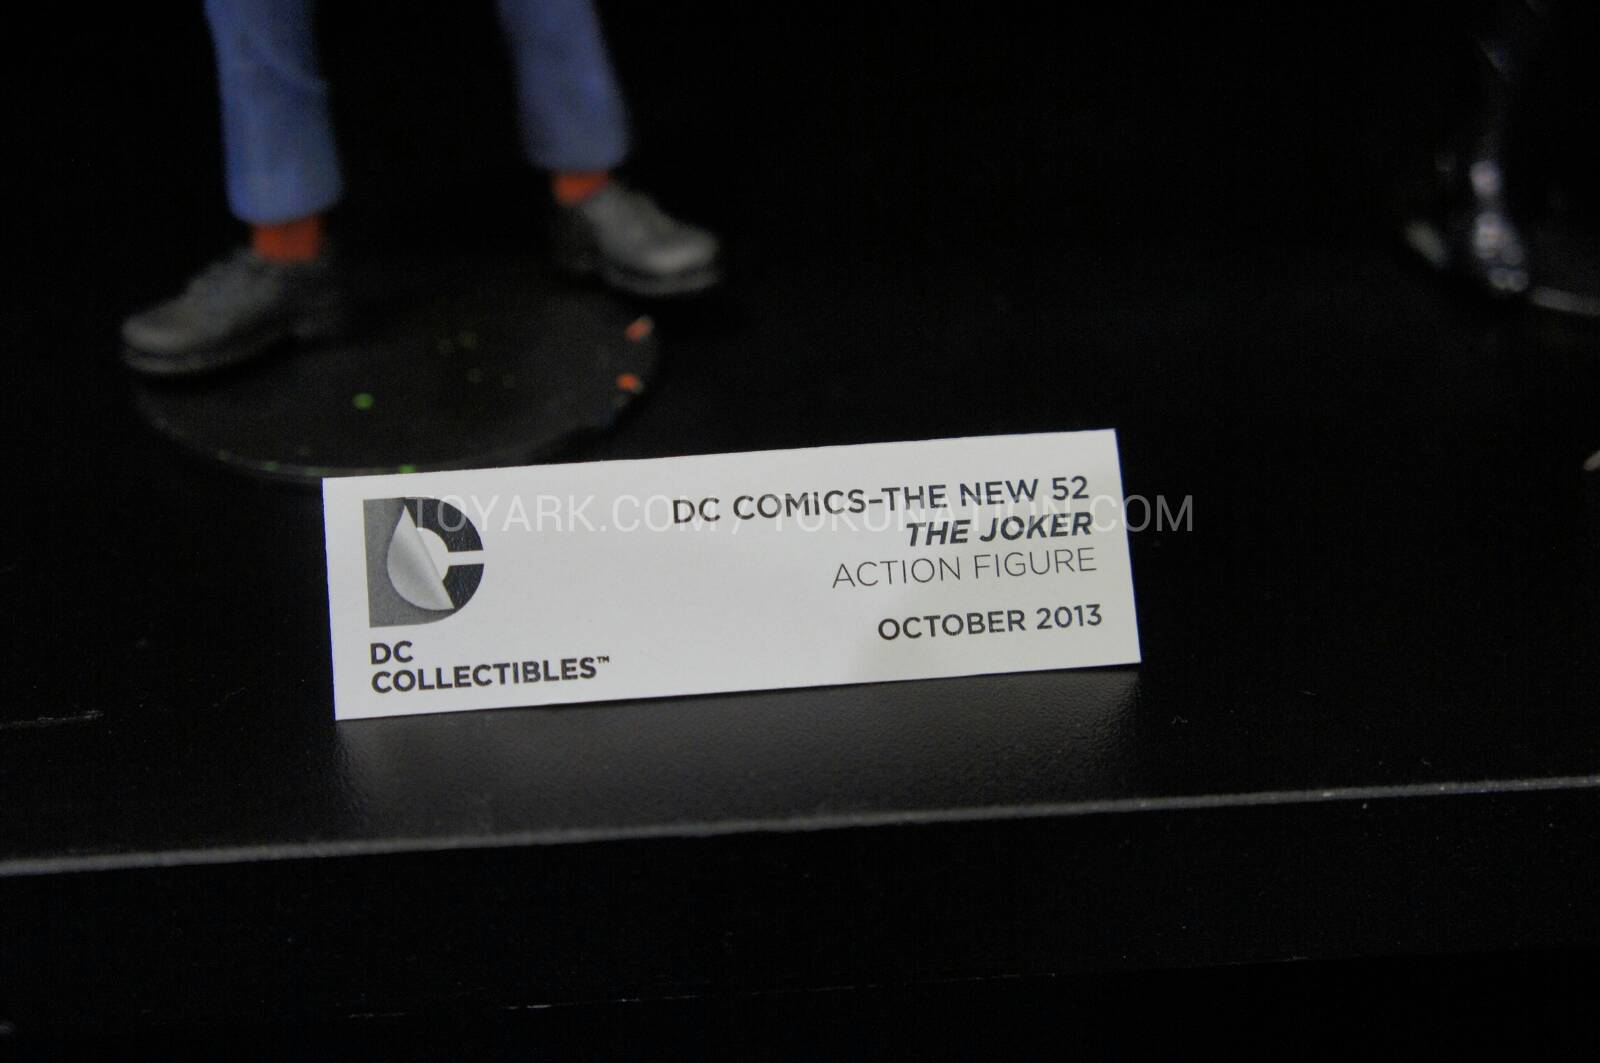 TOYARK.COM / TOKUNATION.COM
DC COMICS-THE NEW 52
THE JOKER
ACTION FIGURE
OCTOBER 2013
DC
COLLECTIBLES™